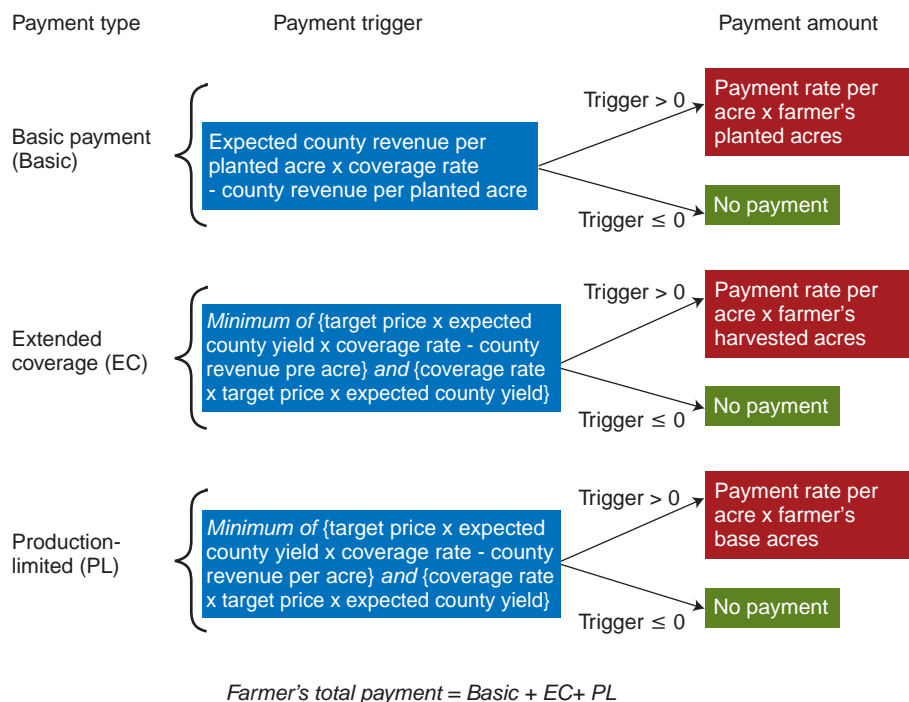 Payment type
Payment trigger
Payment amount
Basic payment
(Basic)
Expected county revenue per
planted acre x coverage rate
- county revenue per planted acre
Trigger > 0
Payment rate per
acre x farmer's
planted acres
Trigger ≤ 0
No payment
Extended
coverage (EC)
Minimum of {target price x expected
county yield x coverage rate - county
revenue pre acre} and {coverage rate
x target price x expected county yield}
Trigger > 0
Payment rate per
acre x farmer's
harvested acres
Trigger ≤ 0
No payment
Production-
limited (PL)
Minimum of {target price x expected
county yield x coverage rate - county
revenue per acre} and {coverage rate
x target price x expected county yield}
Trigger > 0
Payment rate per
acre x farmer's
base acres
Trigger ≤ 0
No payment
Farmer's total payment = Basic + EC+ PL